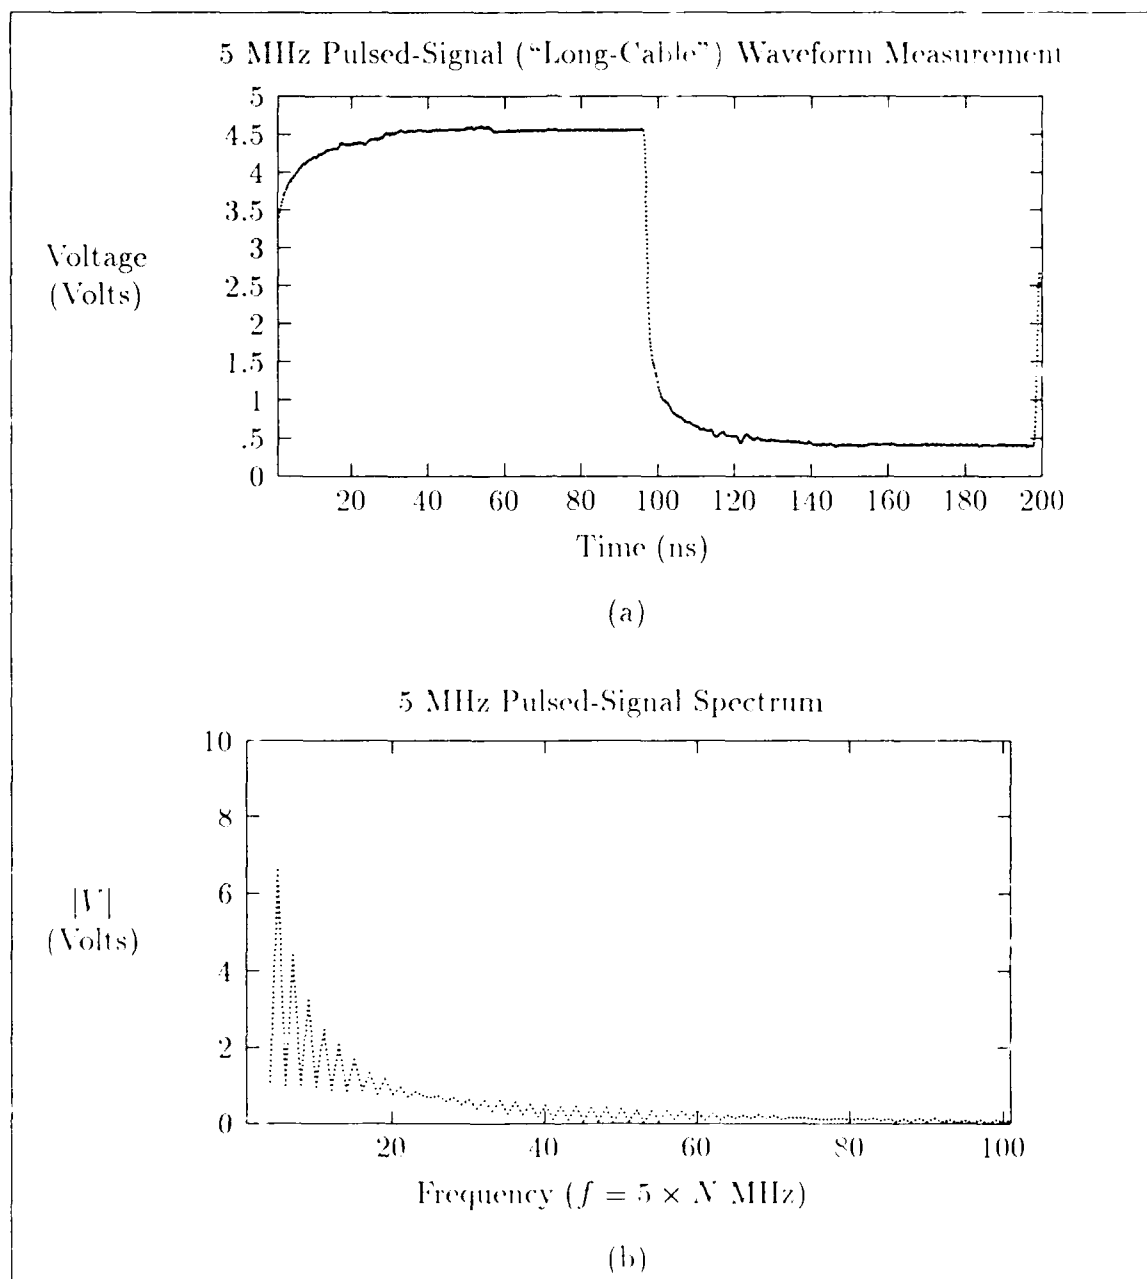 5 MHz Pulsed-Signal (“Long-Cable”) Waveform Measurement
5
4.5
4
3.5
3
2.5
2
1.5
1
.5
0
Voltage
(Volts)
20 40 60 80 100 120 140 160 180 200
Time (ns)
(a)
5 MHz Pulsed-Signal Spectrum
10
8
6
4
2
0
|V|
(Volts)
20 40 60 80 100
Frequency (f = 5 × N MHz)
(b)